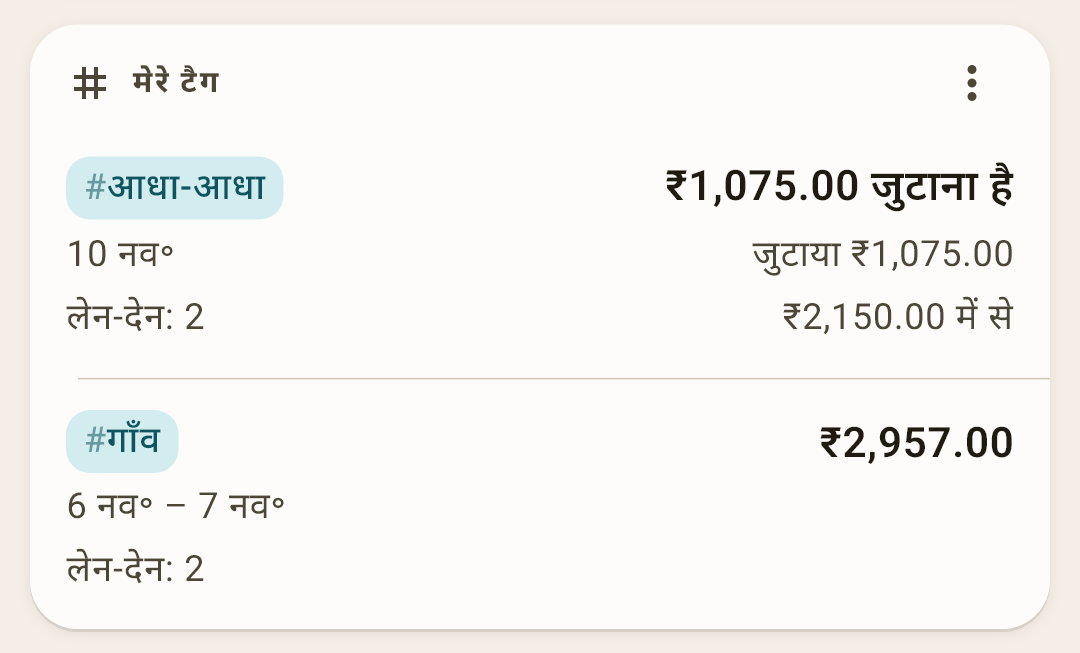 # मेरे टैग
#आधा-आधा ₹1,075.00 जुटाना है
10 नव॰ जुटाया ₹1,075.00
लेन-देन: 2 ₹2,150.00 में से
#गाँव ₹2,957.00
6 नव॰ – 7 नव॰
लेन-देन: 2